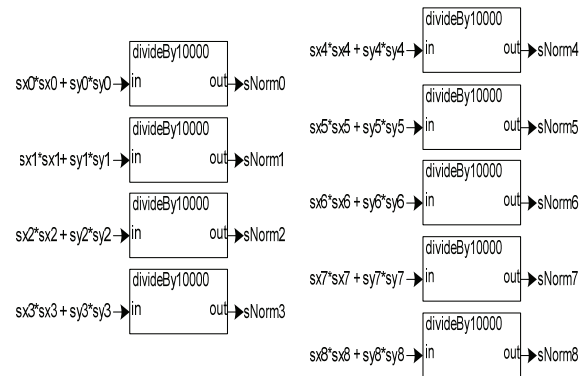 divideBy10000
sx0*sx0 + sy0*sy0 in out sNorm0
divideBy10000
sx1*sx1+ sy1*sy1 in out sNorm1
divideBy10000
sx2*sx2 + sy2*sy2 in out sNorm2
divideBy10000
sx3*sx3 + sy3*sy3 in out sNorm3
divideBy10000
sx4*sx4 + sy4*sy4 in out sNorm4
divideBy10000
sx5*sx5 + sy5*sy5 in out sNorm5
divideBy10000
sx6*sx6 + sy6*sy6 in out sNorm6
divideBy10000
sx7*sx7 + sy7*sy7 in out sNorm7
divideBy10000
sx8*sx8 + sy8*sy8 in out sNorm8